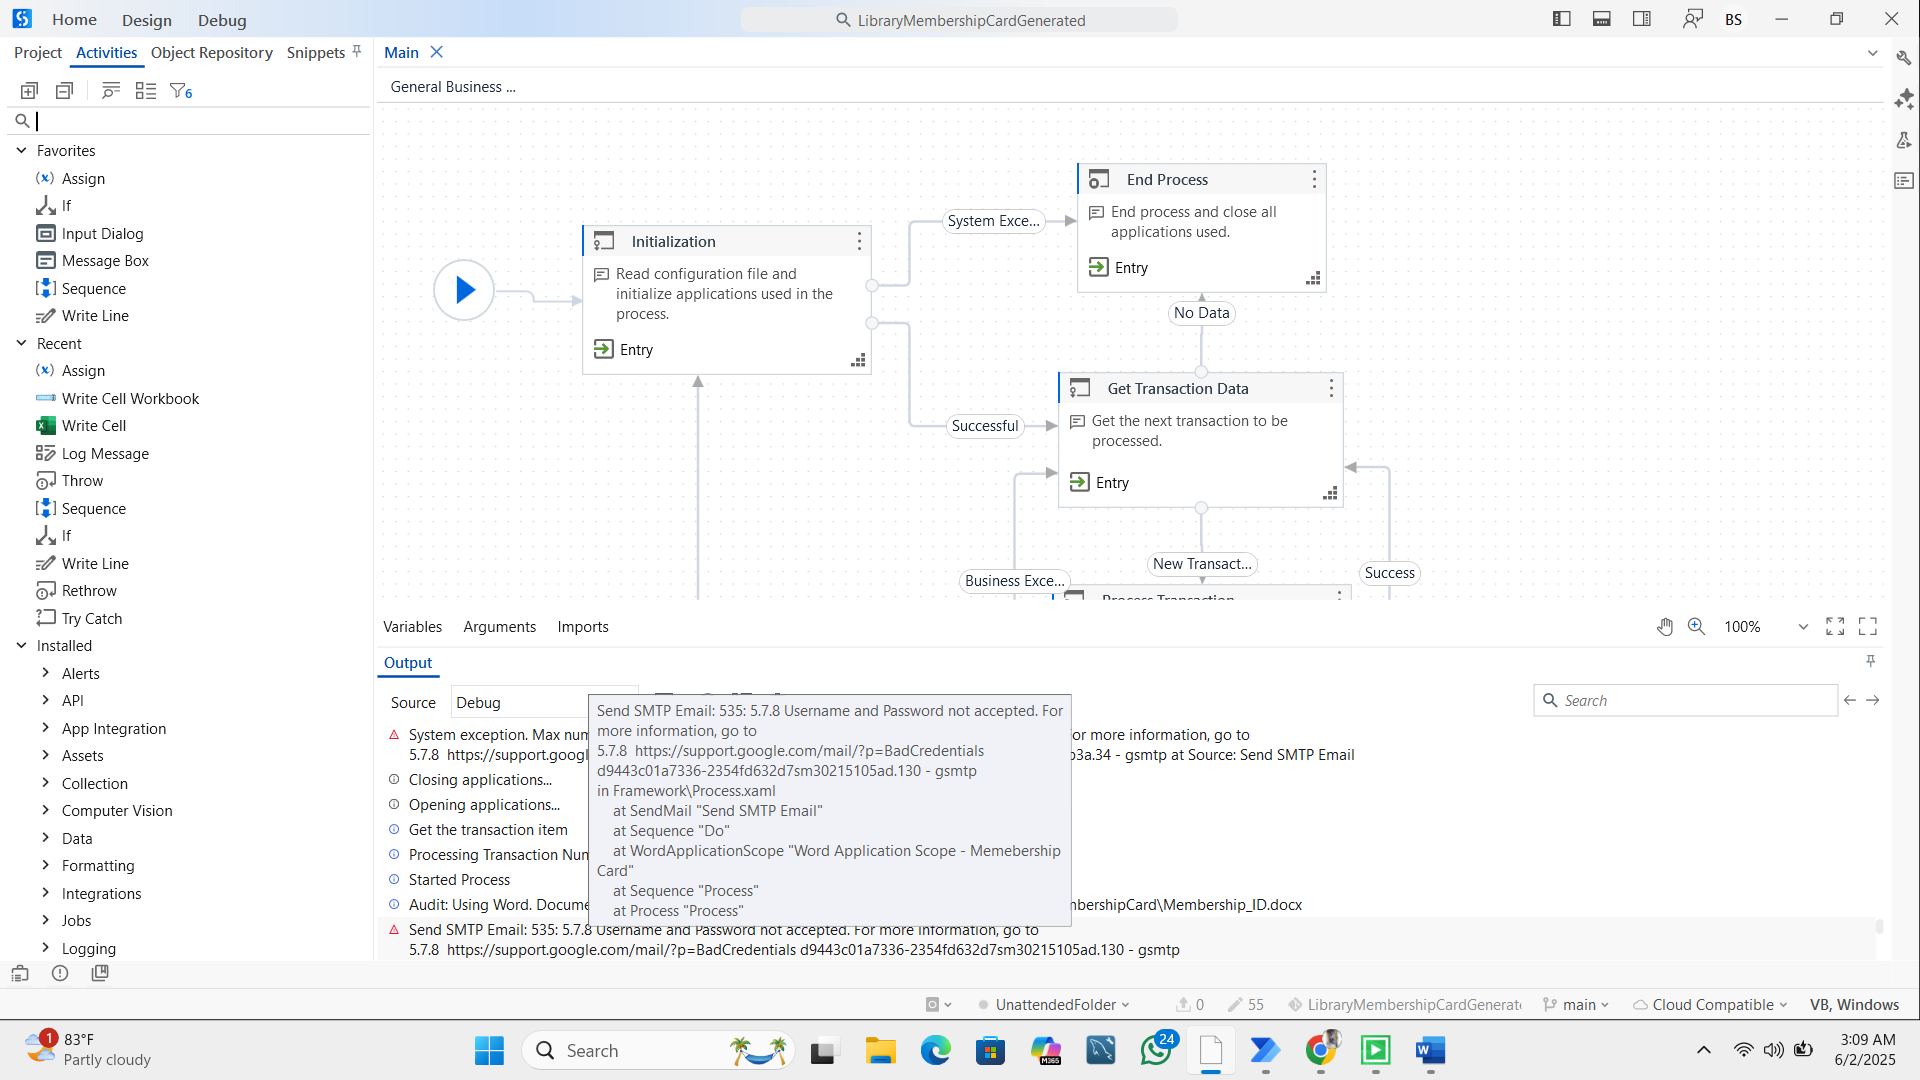 Home
Design
Debug
LibraryMembershipCardGenerated
BS
Project
Activities
Object Repository
Snippets
Main
6
General Business ...
Favorites
Assign
If
Input Dialog
Message Box
Sequence
Write Line
Recent
Assign
Write Cell Workbook
Write Cell
Log Message
Throw
Sequence
If
Write Line
Rethrow
Try Catch
Installed
Alerts
API
App Integration
Assets
Collection
Computer Vision
Data
Formatting
Integrations
Jobs
Logging
Initialization
Read configuration file and
initialize applications used in the
process.
Entry
System Exce...
End Process
End process and close all
applications used.
Entry
No Data
Successful
Get Transaction Data
Get the next transaction to be
processed.
Entry
Business Exce...
New Transact...
Success
Process Transaction
Variables
Arguments
Imports
100%
Output
Source
Debug
Search
Send SMTP Email: 535: 5.7.8 Username and Password not accepted. For
more information, go to
5.7.8  https://support.google.com/mail/?p=BadCredentials
d9443c01a7336-2354fd632d7sm30215105ad.130 - gsmtp
in Framework\Process.xaml
at SendMail "Send SMTP Email"
at Sequence "Do"
at WordApplicationScope "Word Application Scope - Memebership
Card"
at Sequence "Process"
at Process "Process"
System exception. Max num
or more information, go to
5.7.8  https://support.googl
o3a.34 - gsmtp at Source: Send SMTP Email
Closing applications...
Opening applications...
Get the transaction item
Processing Transaction Num
Started Process
Audit: Using Word. Docume
mbershipCard\Membership_ID.docx
Send SMTP Email: 535: 5.7.8 Username and Password not accepted. For more information, go to
5.7.8  https://support.google.com/mail/?p=BadCredentials d9443c01a7336-2354fd632d7sm30215105ad.130 - gsmtp
UnattendedFolder
0
55
LibraryMembershipCardGenerat
main
Cloud Compatible
VB, Windows
1
83°F
Partly cloudy
Search
M365
24
W
3:09 AM
6/2/2025